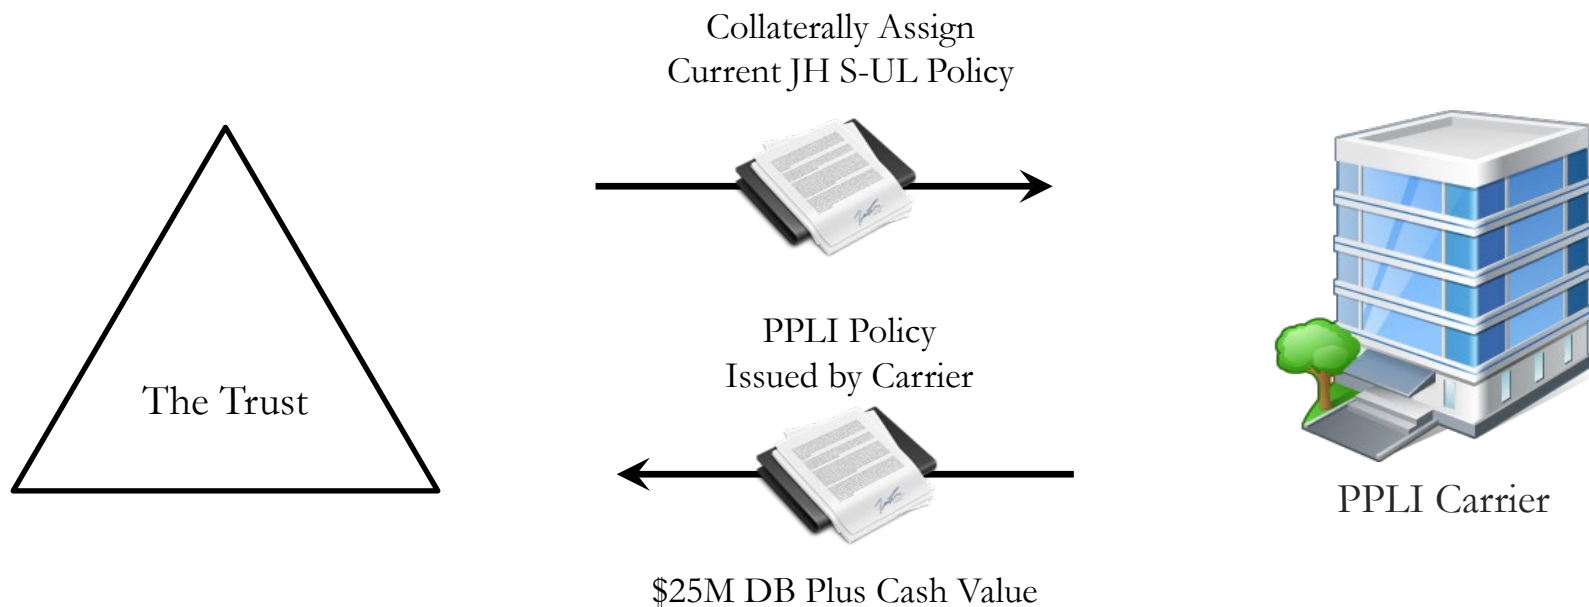 Collaterally Assign
Current JH S-UL Policy
The Trust
PPLI Policy
Issued by Carrier
$25M DB Plus Cash Value
PPLI Carrier